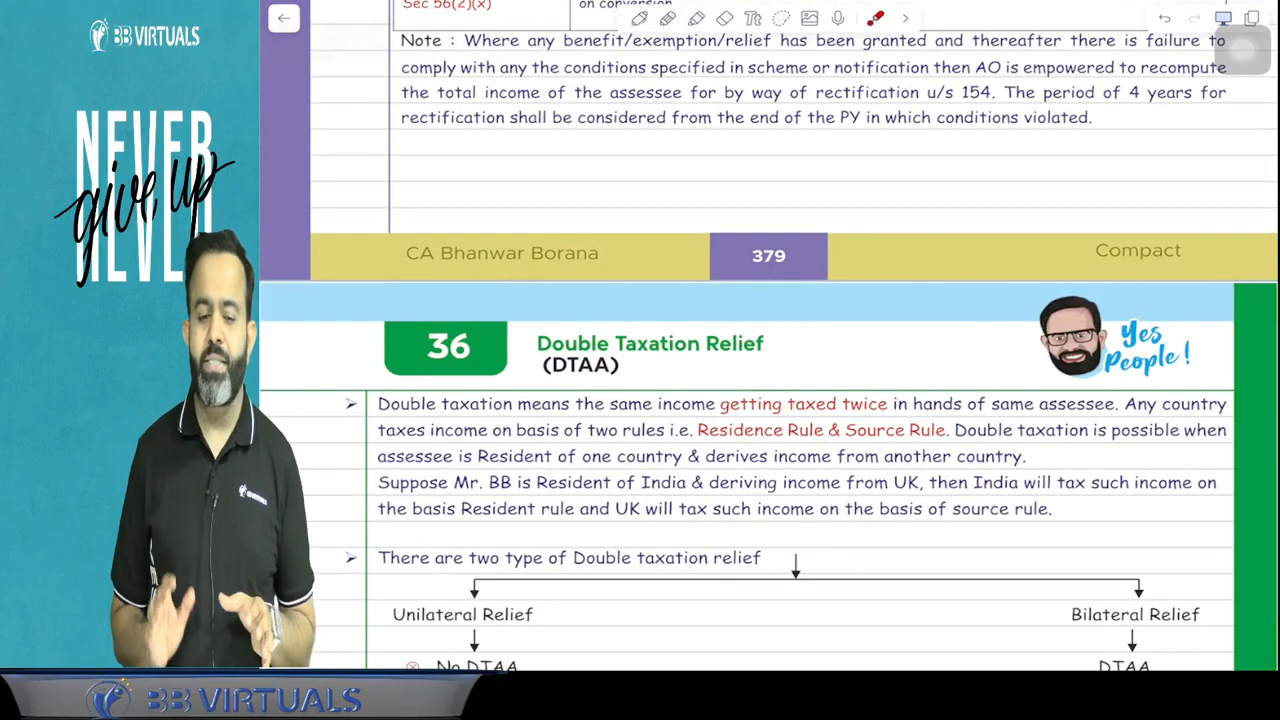 BB VIRTUALS
NEVER
give up
NEVER
Sec 56(2)(x)
on conversion
Note : Where any benefit/exemption/relief has been granted and thereafter there is failure to
comply with any the conditions specified in scheme or notification then AO is empowered to recompute
the total income of the assessee for by way of rectification u/s 154. The period of 4 years for
rectification shall be considered from the end of the PY in which conditions violated.
CA Bhanwar Borana
379
Compact
36
Double Taxation Relief
(DTAA)
Yes
People !
Double taxation means the same income getting taxed twice in hands of same assessee. Any country
taxes income on basis of two rules i.e. Residence Rule & Source Rule. Double taxation is possible when
assessee is Resident of one country & derives income from another country.
Suppose Mr. BB is Resident of India & deriving income from UK, then India will tax such income on
the basis Resident rule and UK will tax such income on the basis of source rule.
There are two type of Double taxation relief
Unilateral Relief
Bilateral Relief
No DTAA
DTAA
BB VIRTUALS